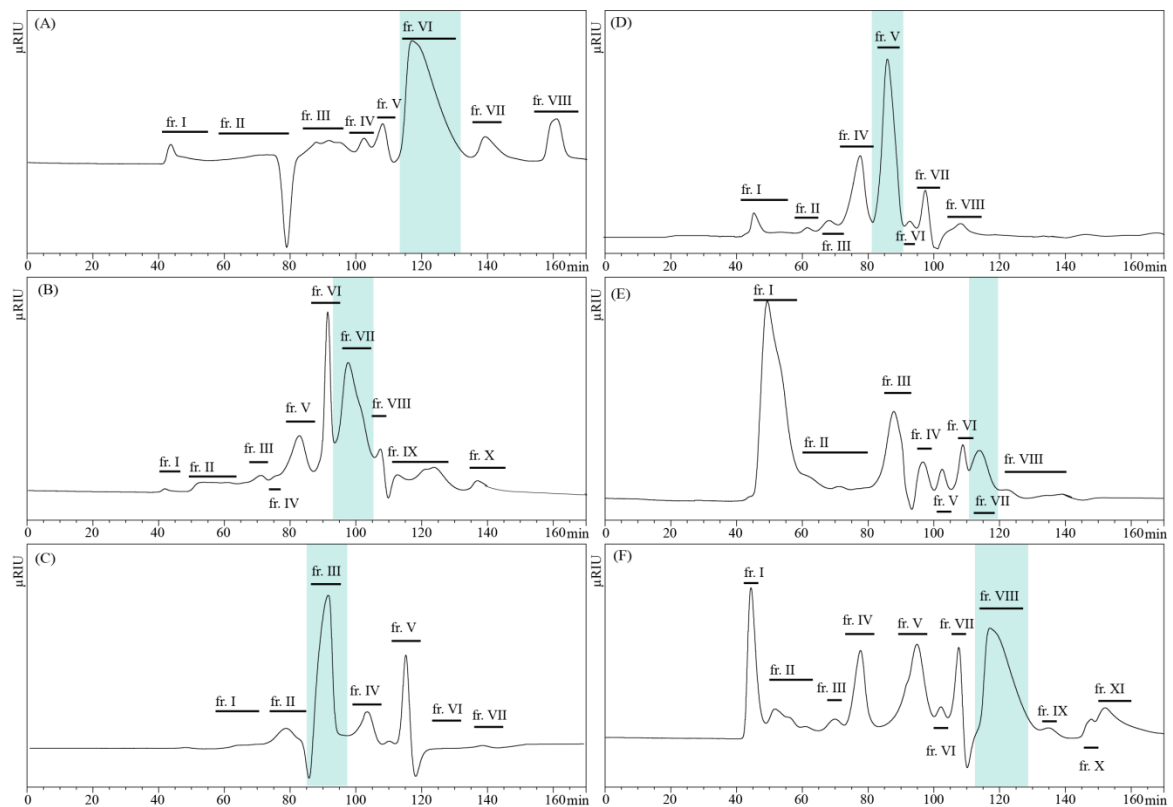 (A)
µRIU
fr. I
fr. II
fr. III
fr. IV
fr. V
fr. VI
fr. VII
fr. VIII
0 20 40 60 80 100 120 140 160 min
(B)
µRIU
fr. I
fr. II
fr. III
fr. IV
fr. V
fr. VI
fr. VII
fr. VIII
fr. IX
fr. X
0 20 40 60 80 100 120 140 160 min
(C)
µRIU
fr. I
fr. II
fr. III
fr. IV
fr. V
fr. VI
fr. VII
0 20 40 60 80 100 120 140 160 min
(D)
µRIU
fr. I
fr. II
fr. III
fr. IV
fr. V
fr. VI
fr. VII
fr. VIII
0 20 40 60 80 100 120 140 160 min
(E)
µRIU
fr. I
fr. II
fr. III
fr. IV
fr. V
fr. VI
fr. VII
fr. VIII
0 20 40 60 80 100 120 140 160 min
(F)
µRIU
fr. I
fr. II
fr. III
fr. IV
fr. V
fr. VI
fr. VII
fr. VIII
fr. IX
fr. X
fr. XI
0 20 40 60 80 100 120 140 160 min